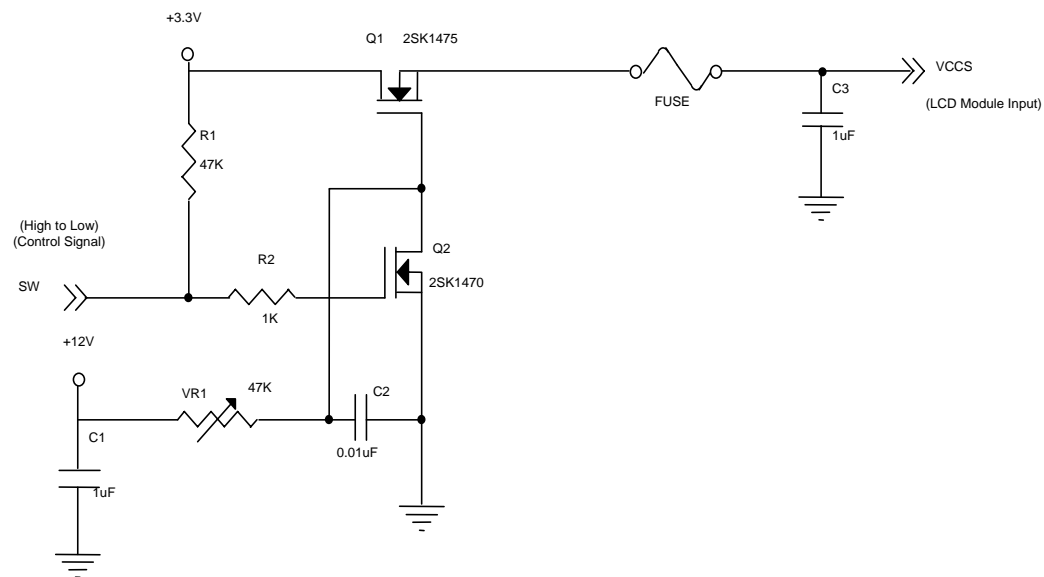 +3.3V
Q1
2SK1475
VCCS
FUSE
C3
(LCD Module Input)
R1
1uF
47K
(High to Low)
(Control Signal)
Q2
R2
SW
2SK1470
1K
+12V
VR1
47K
C2
C1
0.01uF
1uF